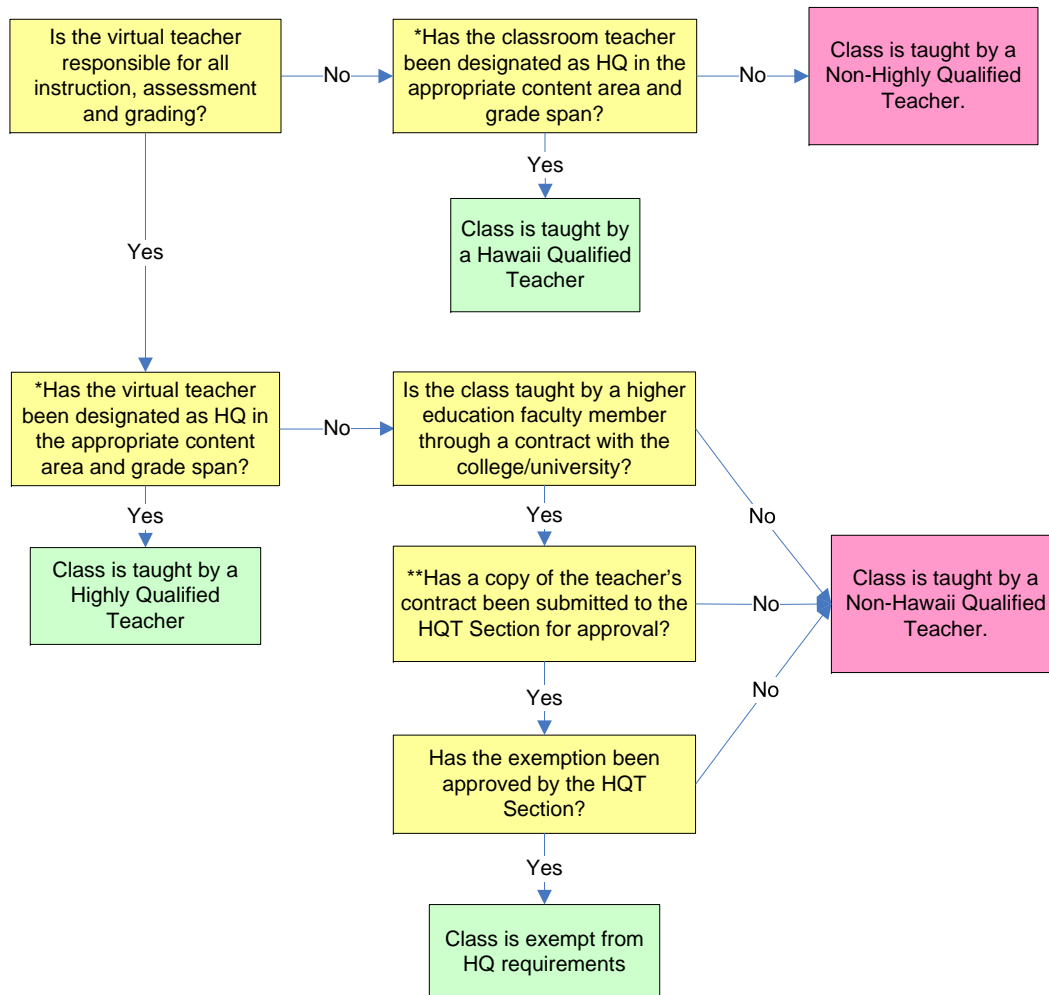 Is the virtual teacher
responsible for all
instruction, assessment
and grading?
No
*Has the classroom teacher
been designated as HQ in the
appropriate content area and
grade span?
No
Class is taught by a
Non-Highly Qualified
Teacher.
Yes
Class is taught by
a Hawaii Qualified
Teacher
Yes
*Has the virtual teacher
been designated as HQ in
the appropriate content
area and grade span?
No
Is the class taught by a higher
education faculty member
through a contract with the
college/university?
No
Yes
Class is taught by a
Highly Qualified
Teacher
Yes
**Has a copy of the teacher’s
contract been submitted to the
HQT Section for approval?
No
Class is taught by a
Non-Hawaii Qualified
Teacher.
Yes
No
Has the exemption been
approved by the HQT
Section?
Yes
Class is exempt from
HQ requirements